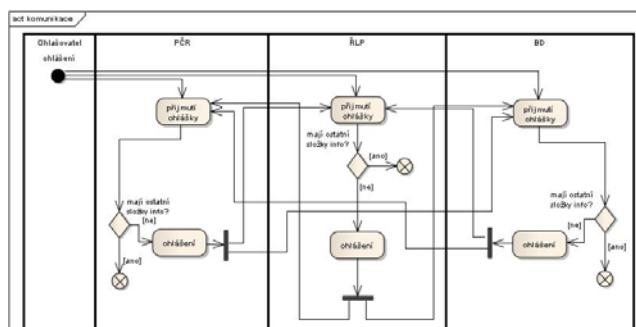 act komunikace
Ohlašovatel
ohlášení
PČR
ŘLP
BD
přijmutí
ohlášky
přijmutí
ohlášky
přijmutí
ohlášky
mají ostatní
složky info?
[ano]
[ne]
mají ostatní
složky info?
[ne]
ohlášení
[ano]
ohlášení
mají ostatní
složky info?
[ne]
ohlášení
[ano]